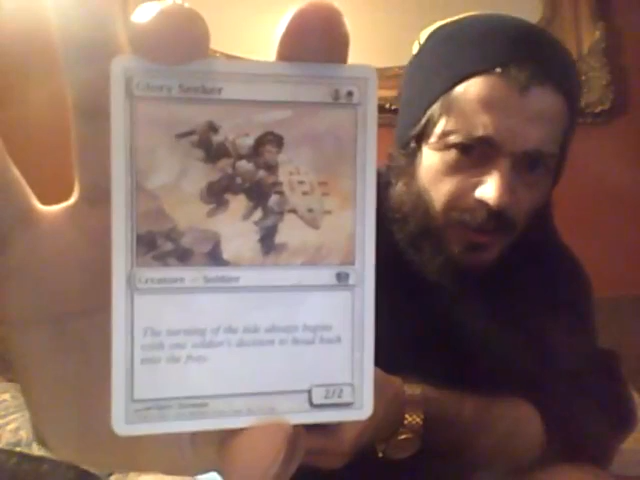 Glory Seeker
Creature — Soldier
The turning of the tide always begins
with one soldier's decision to head back
into the fray.
2/2